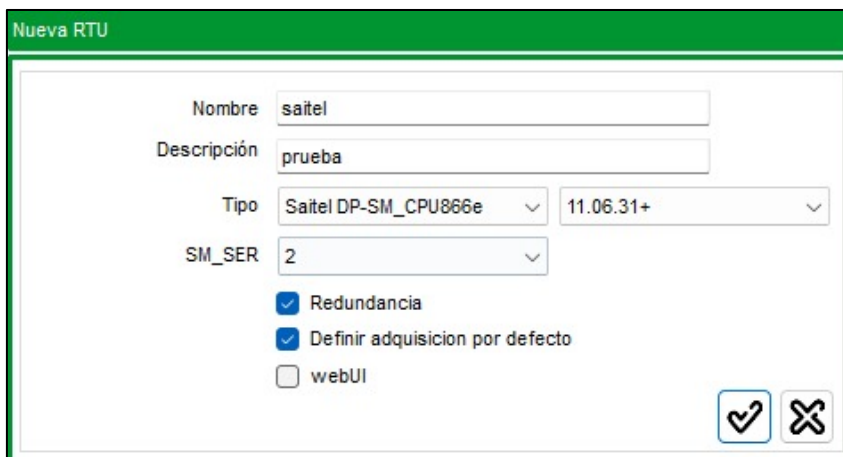 Nueva RTU
Nombre saitel
Descripción prueba
Tipo Saitel DP-SM_CPU866e 11.06.31+
SM_SER 2
Redundancia
Definir adquisicion por defecto
webUI